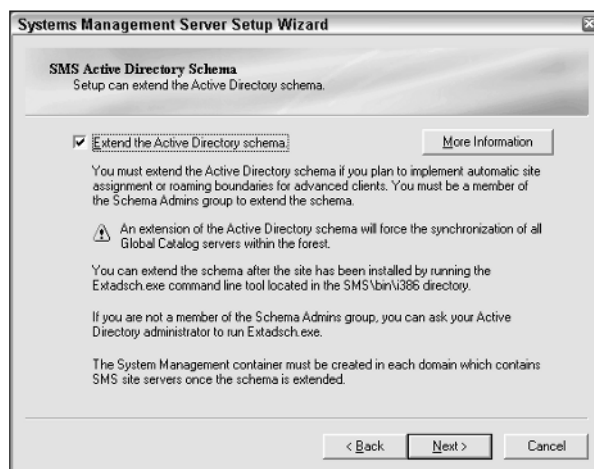 Systems Management Server Setup Wizard
SMS Active Directory Schema
Setup can extend the Active Directory schema.
Extend the Active Directory schema.
More Information
You must extend the Active Directory schema if you plan to implement automatic site
assignment or roaming boundaries for advanced clients. You must be a member of
the Schema Admins group to extend the schema.
An extension of the Active Directory schema will force the synchronization of all
Global Catalog servers within the forest.
You can extend the schema after the site has been installed by running the
Extadsch.exe command line tool located in the SMS\bin\i386 directory.
If you are not a member of the Schema Admins group, you can ask your Active
Directory administrator to run Extadsch.exe.
The System Management container must be created in each domain which contains
SMS site servers once the schema is extended.
< Back
Next >
Cancel